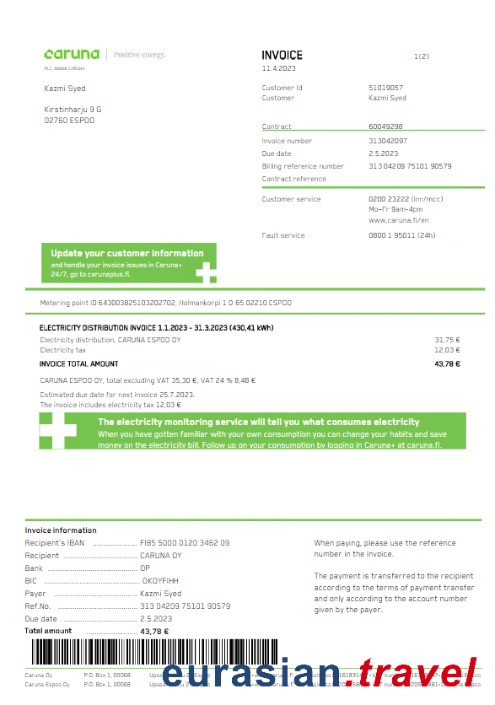 caruna | Positive energy.
INVOICE 1(2)
PL 1, 00068 CARUNA
11.4.2023
Kazmi Syed
Kirstinharju 9 G
02760 ESPOO
Customer Id 51019057
Customer Kazmi Syed
Contract 60049298
Invoice number 313042097
Due date 2.5.2023
Billing reference number 313 04209 75101 90579
Contract reference
Customer service 0200 23222 (lnr/mcc)
Mo-Fr 9am-4pm
www.caruna.fi/en
Fault service 0800 1 95011 (24h)
Update your customer information
and handle your invoice issues in Caruna+
24/7, go to carunaplus.fi.
Metering point ID 643003825103202702, Holmankorpi 1 D 65 02210 ESPOO
ELECTRICITY DISTRIBUTION INVOICE 1.1.2023 - 31.3.2023 (430,41 kWh)
Electricity distribution, CARUNA ESPOO OY 31,75 €
Electricity tax 12,03 €
INVOICE TOTAL AMOUNT 43,78 €
CARUNA ESPOO OY, total excluding VAT 35,30 €, VAT 24 % 8,48 €
Estimated due date for next invoice 25.7.2023.
The invoice includes electricity tax 12,03 €
The electricity monitoring service will tell you what consumes electricity
When you have gotten familiar with your own consumption you can change your habits and save
money on the electricity bill. Follow up on your consumption by logging in Caruna+ at caruna.fi.
Invoice information
Recipient's IBAN ........................ FI85 5000 0120 3462 09
Recipient ........................ CARUNA OY
Bank ........................ OP
BIC ........................ OKOYFIHH
Payer ........................ Kazmi Syed
Ref.No. ........................ 313 04209 75101 90579
Due date ........................ 2.5.2023
Total amount ........................ 43,78 €
When paying, please use the reference
number in the invoice.
The payment is transferred to the recipient
according to the terms of payment transfer
and only according to the account number
given by the payer.
eurasian.travel
Caruna Oy P.O. Box 1, 00068
Caruna Espoo Oy P.O. Box 1, 00068